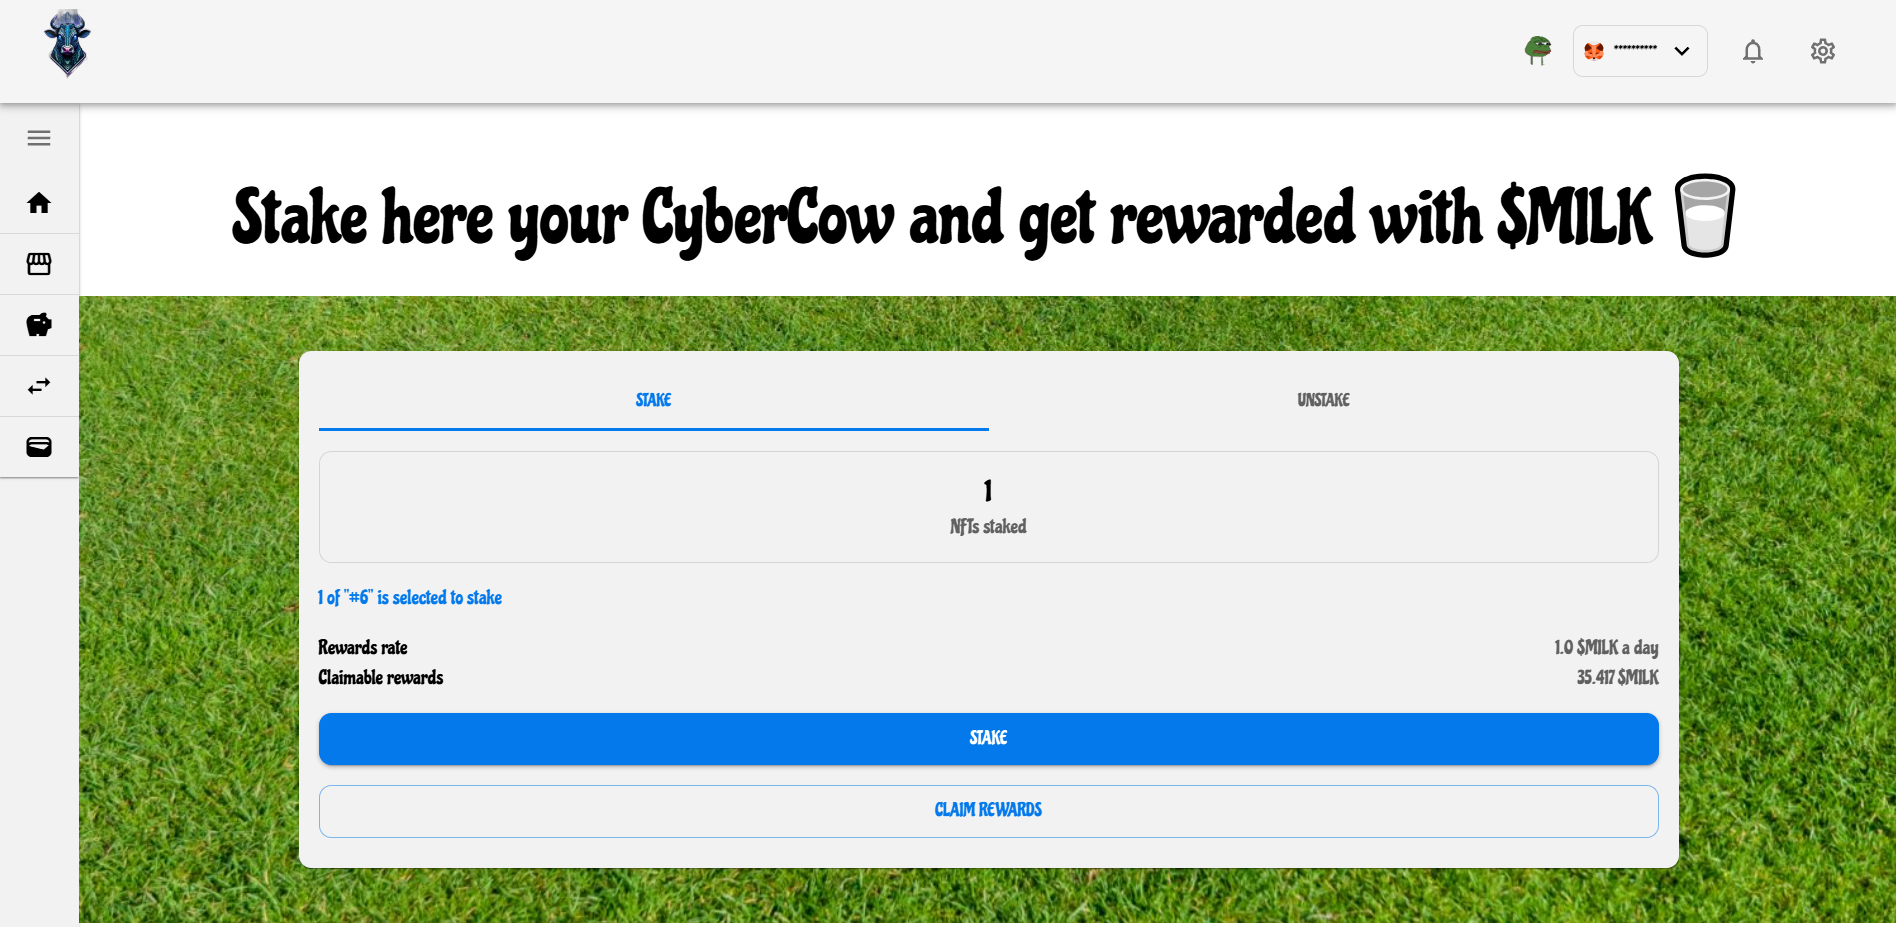 **********
Stake here your CyberCow and get rewarded with $MILK
STAKE
UNSTAKE
1
NFTs staked
1 of "#6" is selected to stake
Rewards rate
1.0 $MILK a day
Claimable rewards
35.417 $MILK
STAKE
CLAIM REWARDS